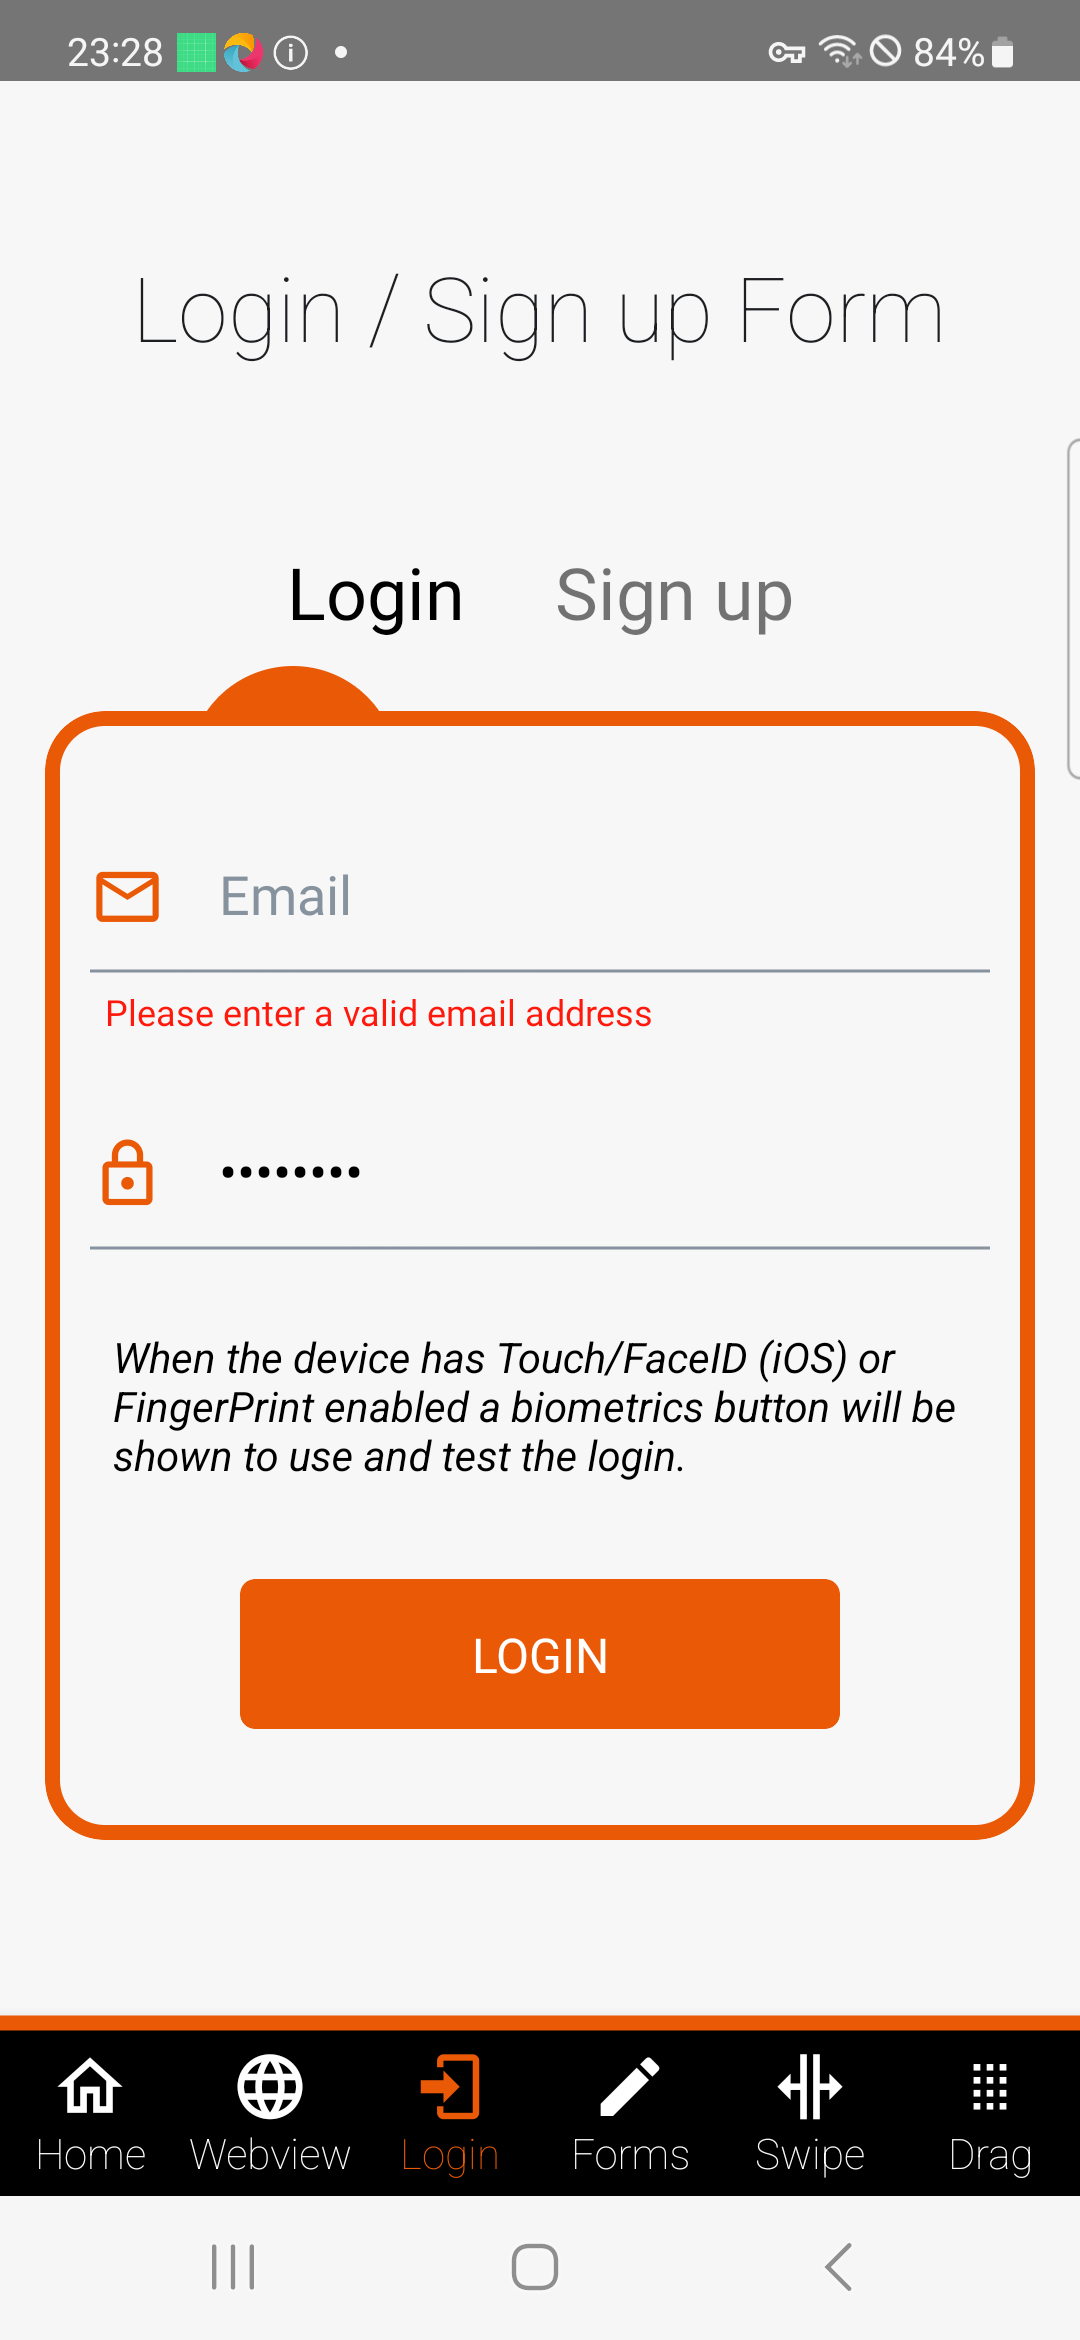 23:28
84%
Login / Sign up Form
Login Sign up
Email
Please enter a valid email address
••••••••
When the device has Touch/FaceID (iOS) or
FingerPrint enabled a biometrics button will be
shown to use and test the login.
LOGIN
Home Webview Login Forms Swipe Drag